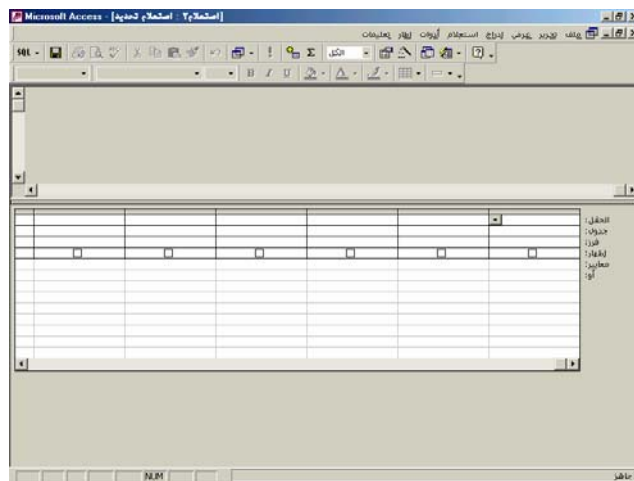 Microsoft Access - [استعلام٢ : استعلام تحديد]
ملف تحرير عرض إدراج استعلام أدوات إطار تعليمات
SQL
الكل
B I U
الحقل:
جدول:
فرز:
إظهار:
معايير:
أو:
NUM
جاهز